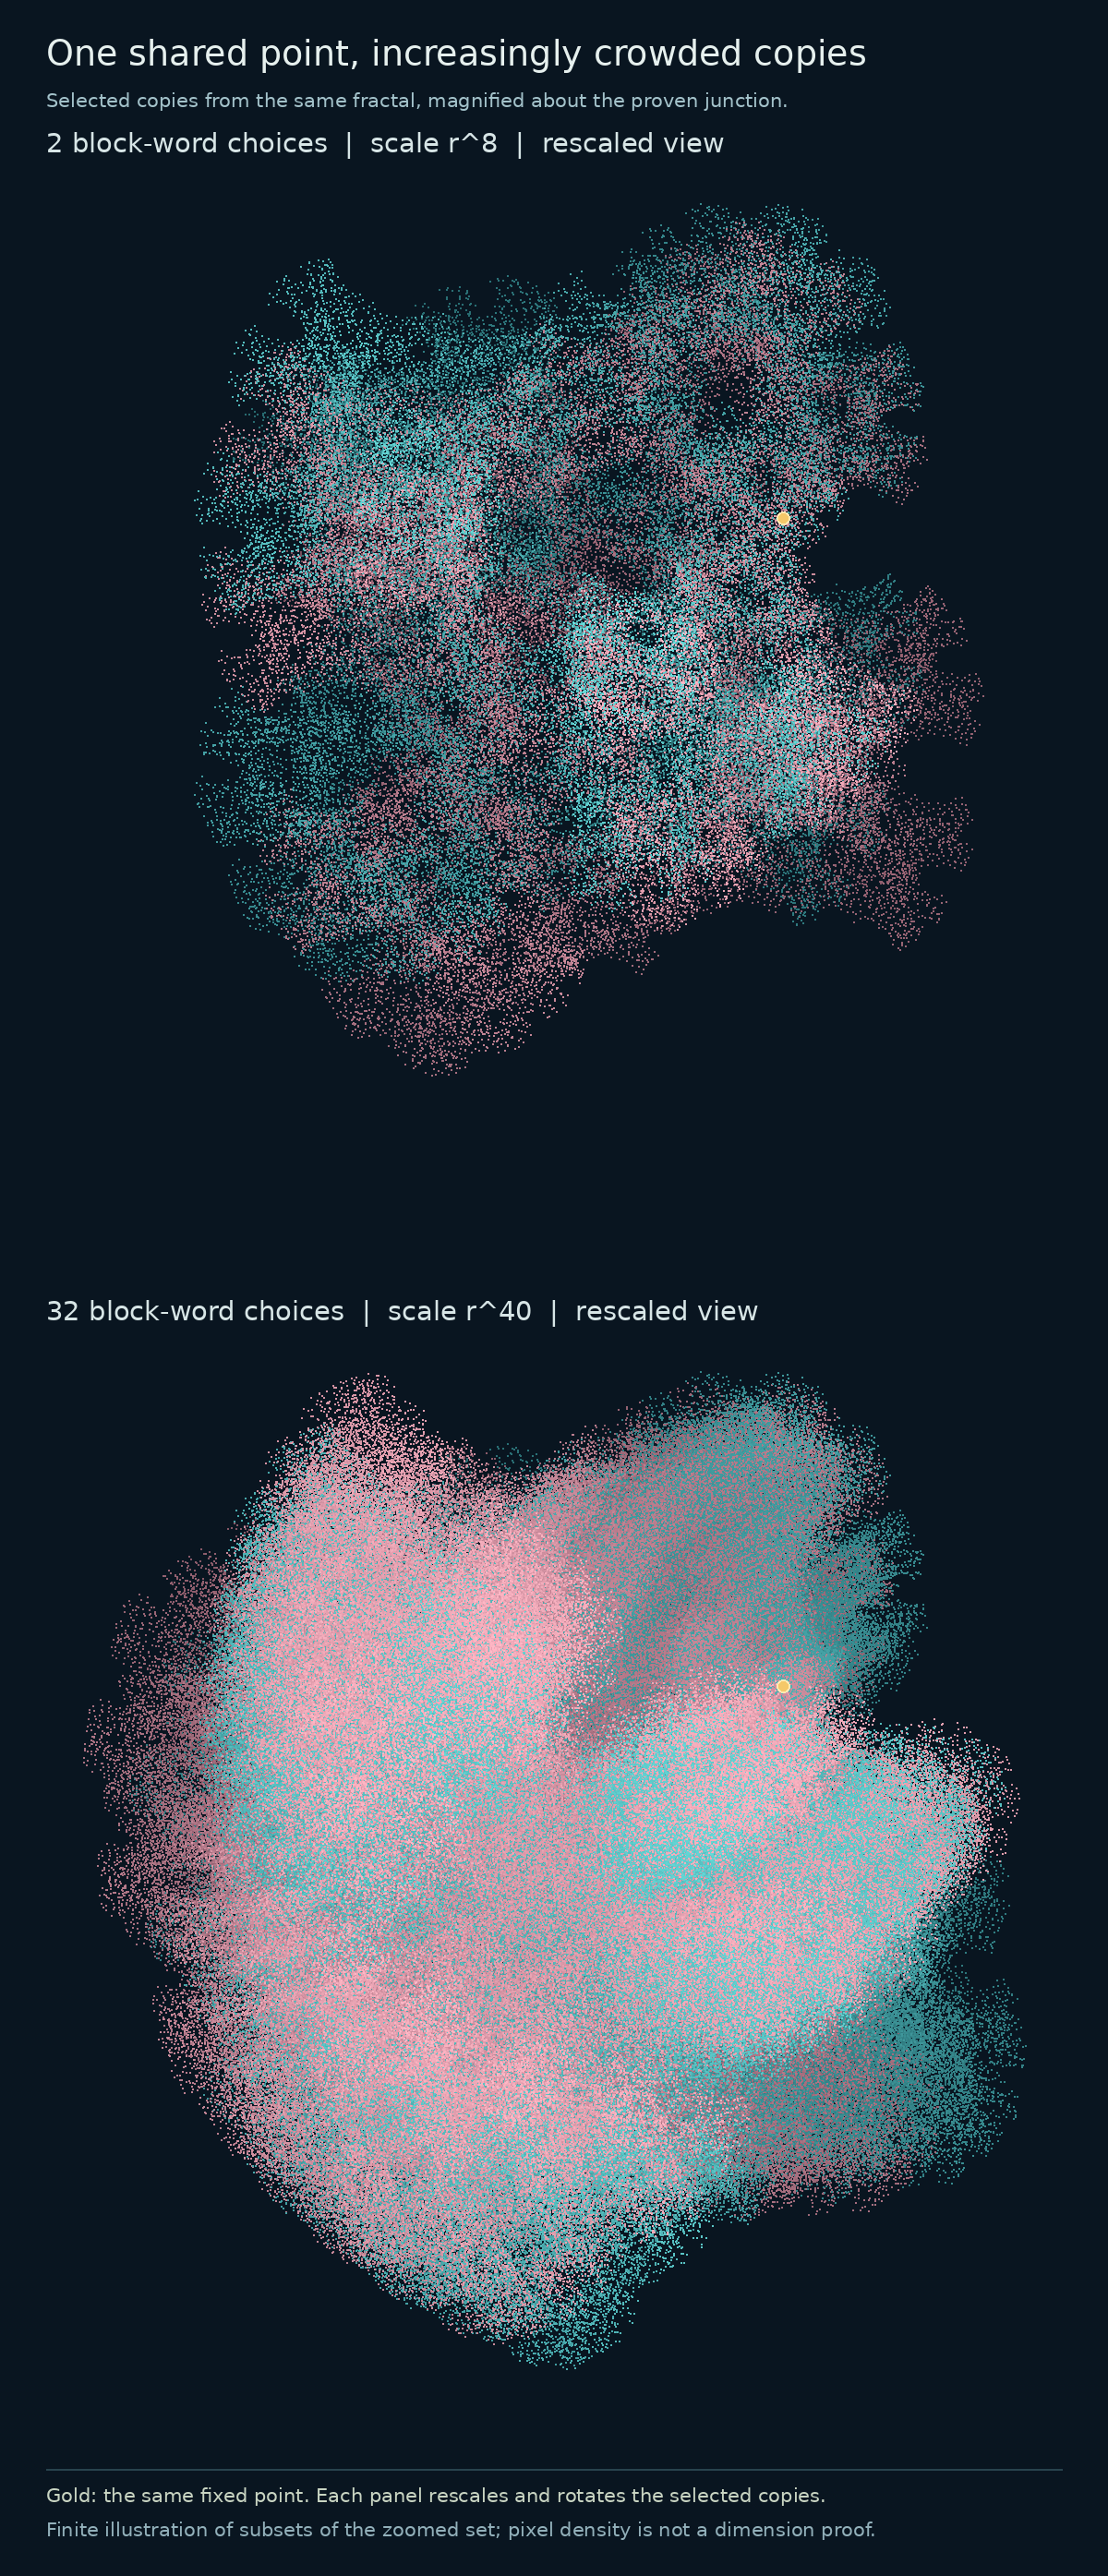 One shared point, increasingly crowded copies
Selected copies from the same fractal, magnified about the proven junction.
2 block-word choices | scale r^8 | rescaled view
32 block-word choices | scale r^40 | rescaled view
Gold: the same fixed point. Each panel rescales and rotates the selected copies.
Finite illustration of subsets of the zoomed set; pixel density is not a dimension proof.